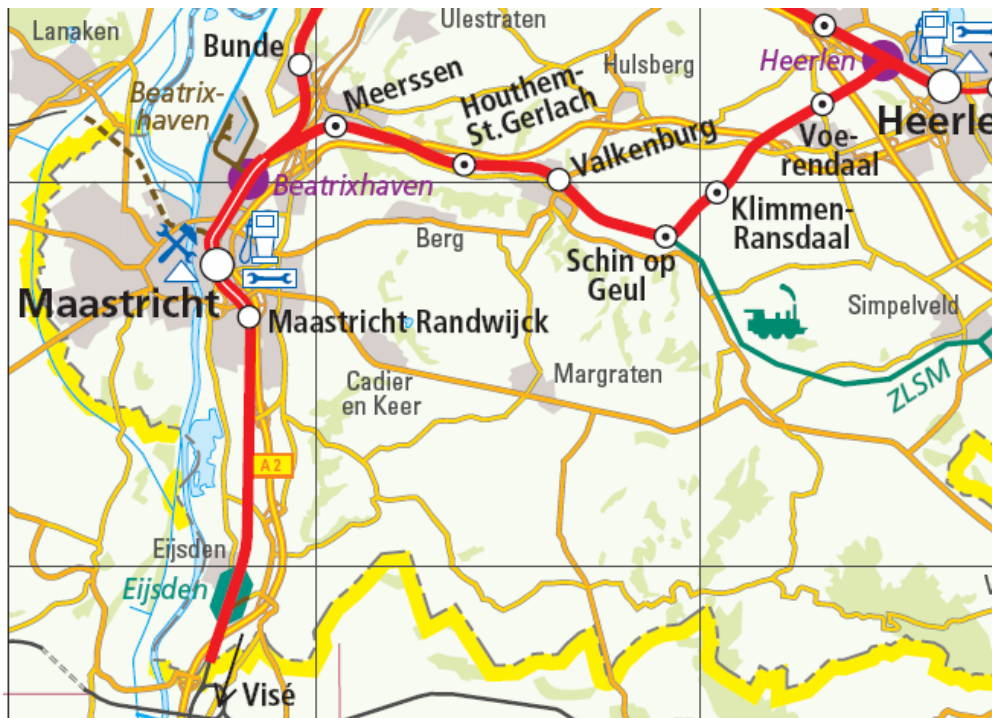 Lanaken
Ulestraten
Bunde
Heerlen
Hulsberg
Beatrix-
haven
Meerssen
Houthem-
St.Gerlach
Heerle
Voe-
rendaal
Valkenburg
Beatrixhaven
Klimmen-
Ransdaal
Berg
Schin op
Geul
Maastricht
Simpelveld
Maastricht Randwijck
Cadier
en Keer
Margraten
ZLSM
A2
Eijsden
Eijsden
V
Visé